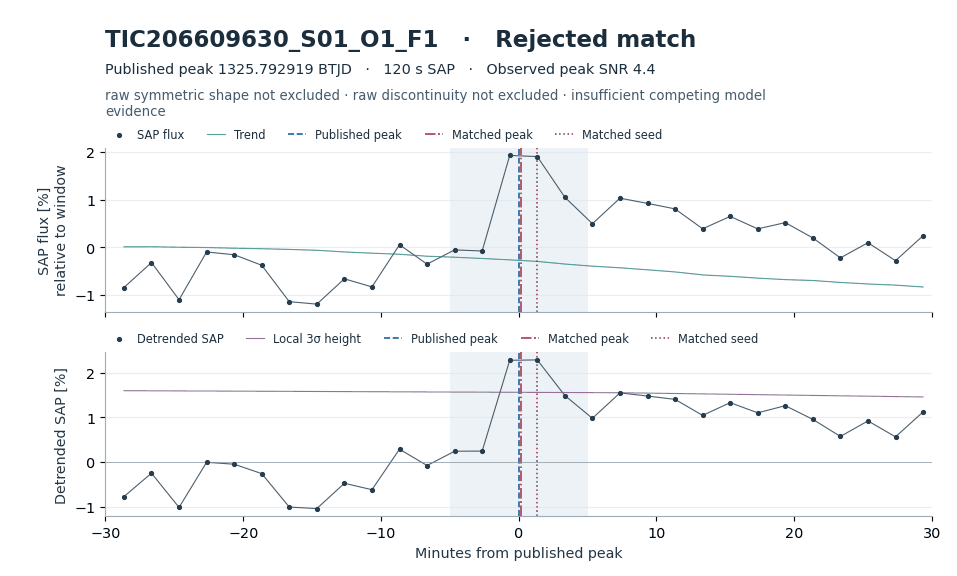 TIC206609630_S01_O1_F1 · Rejected match
Published peak 1325.792919 BTJD · 120 s SAP · Observed peak SNR 4.4
raw symmetric shape not excluded · raw discontinuity not excluded · insufficient competing model
evidence
SAP flux Trend Published peak Matched peak Matched seed
SAP flux [%]
relative to window
2
1
0
−1
Detrended SAP Local 3σ height Published peak Matched peak Matched seed
Detrended SAP [%]
2
1
0
−1
−30 −20 −10 0 10 20 30
Minutes from published peak